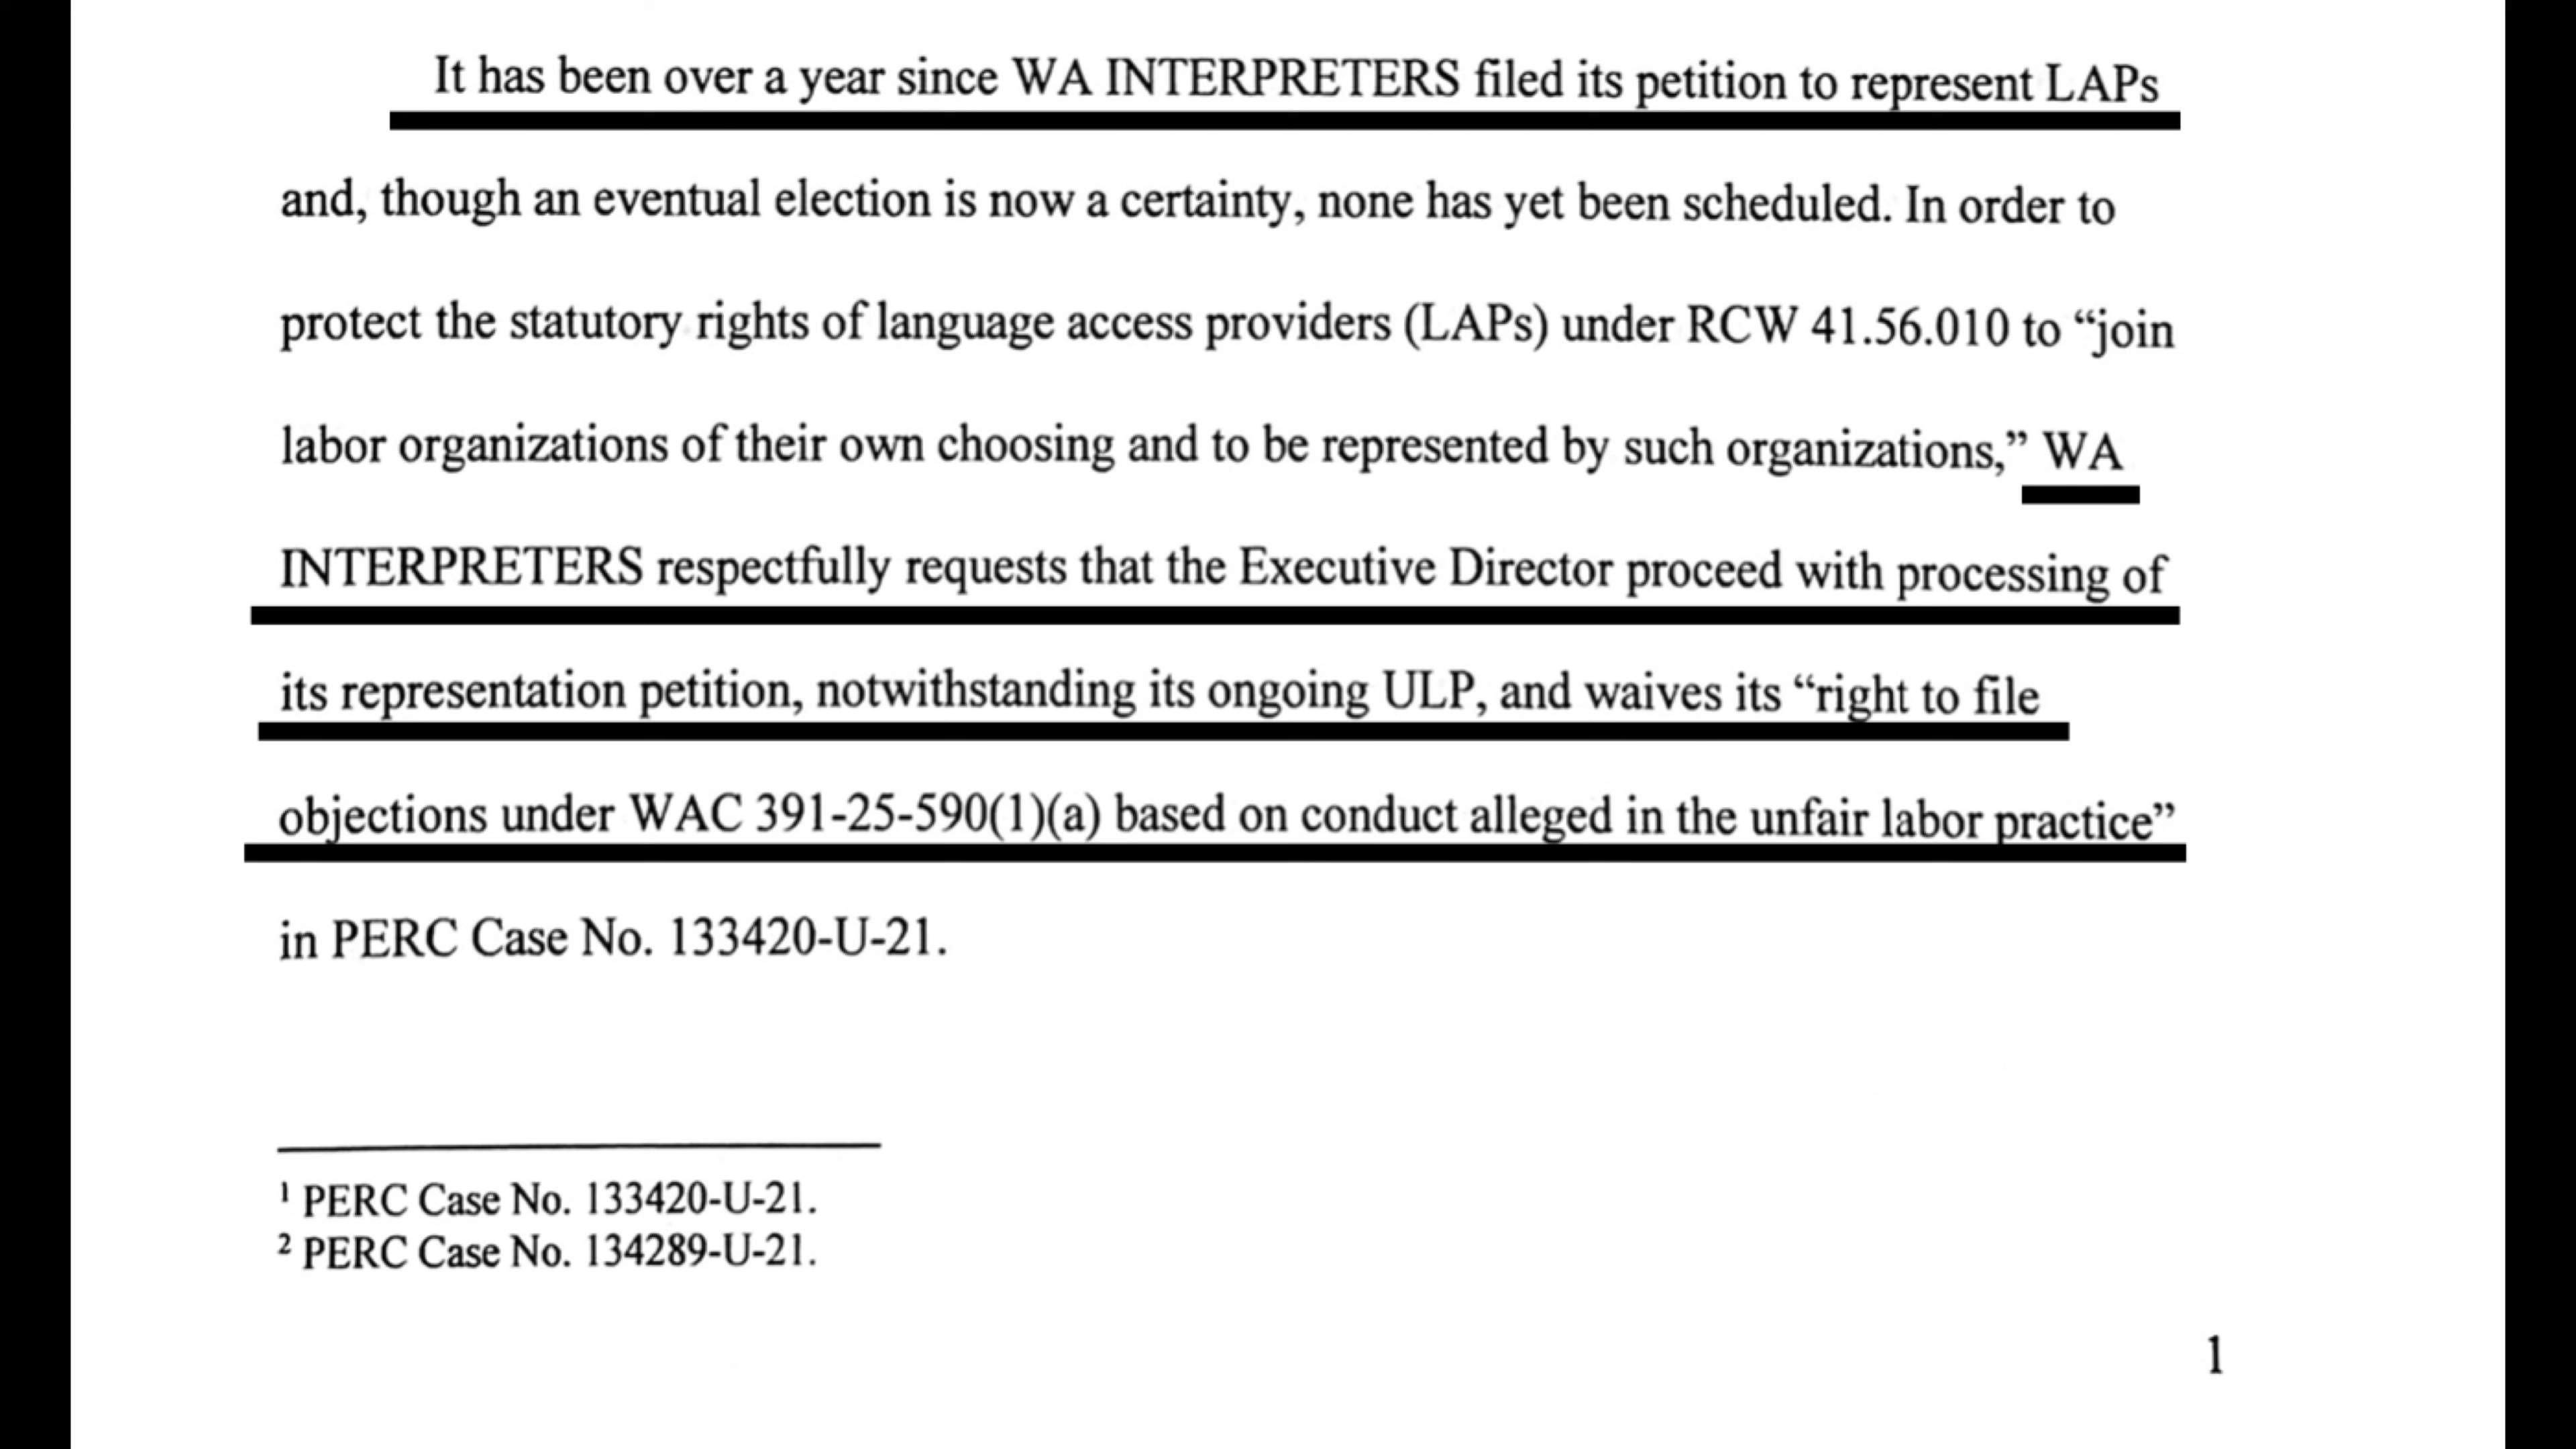 It has been over a year since WA INTERPRETERS filed its petition to represent LAPs
and, though an eventual election is now a certainty, none has yet been scheduled. In order to
protect the statutory rights of language access providers (LAPs) under RCW 41.56.010 to “join
labor organizations of their own choosing and to be represented by such organizations,” WA
INTERPRETERS respectfully requests that the Executive Director proceed with processing of
its representation petition, notwithstanding its ongoing ULP, and waives its “right to file
objections under WAC 391-25-590(1)(a) based on conduct alleged in the unfair labor practice”
in PERC Case No. 133420-U-21.
1 PERC Case No. 133420-U-21.
2 PERC Case No. 134289-U-21.
1